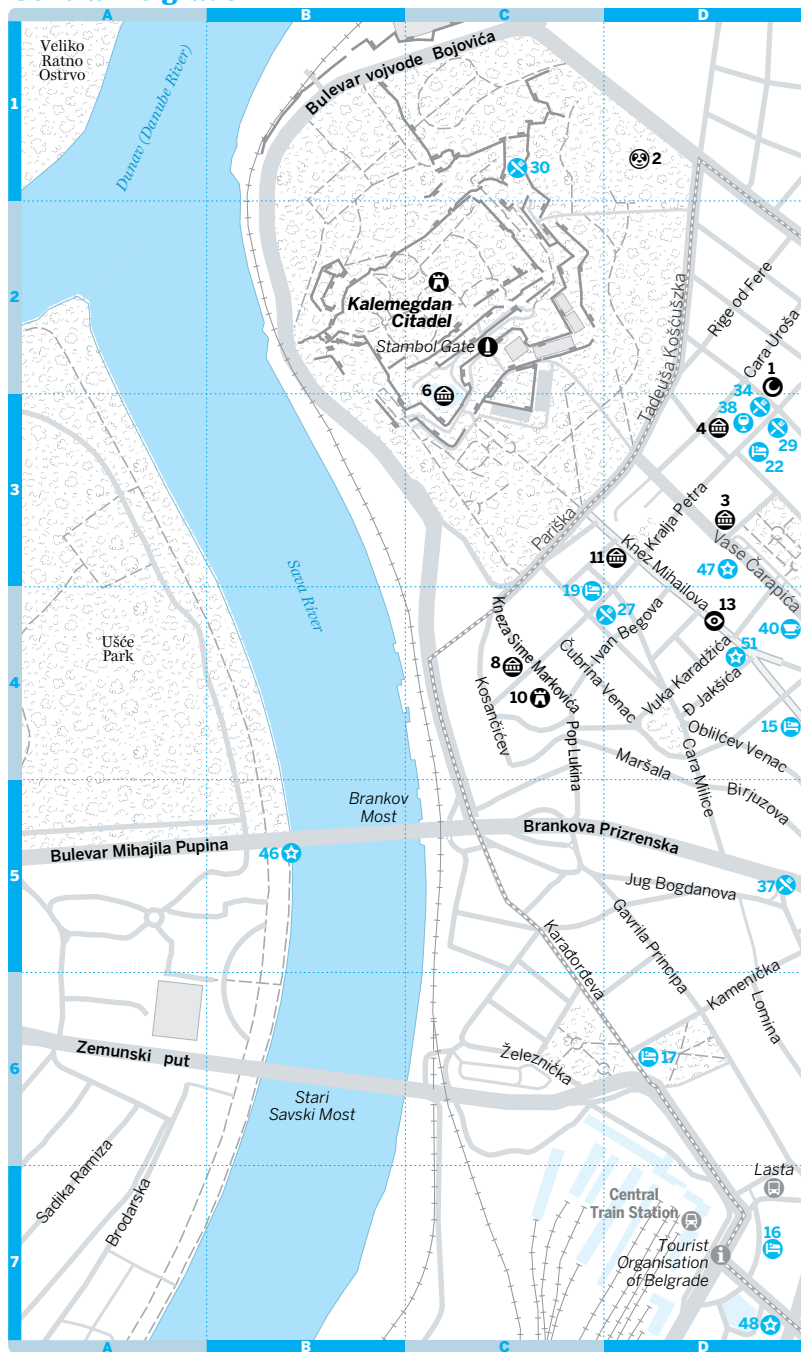 A
B
C
D
1
Veliko
Ratno
Ostrvo
Dunav (Danube River)
Bulevar vojvode Bojovića
30
2
2
Kalemegdan
Citadel
Stambol Gate
6
Tadeuša Košćuszka
Rige od Fere
Cara Uroša
1
34
38
4
29
22
3
Pariška
Kralja Petra
3
11
Knez Mihailova
Vase Čarapića
47
Sava River
19
27
13
40
51
4
Ušće
Park
8
10
Kneza Sime Markovića
Kosančićev
Ivan Begova
Čubrina Venac
Vuka Karadžića
Đ Jakšića
15
Oblićev Venac
Pop Lukina
Maršala
Cara Milice
Birjuzova
Brankov
Most
Brankova Prizrenska
Bulevar Mihajla Pupina
46
5
37
Jug Bogdanova
Gavrila Principa
Karađorđeva
Kamenička
Lomina
6
Zemunski put
Železnička
17
Stari
Savski Most
Sadika Ramiza
Brodarska
7
Lasta
Central
Train Station
16
Tourist
Organisation
of Belgrade
48
A
B
C
D